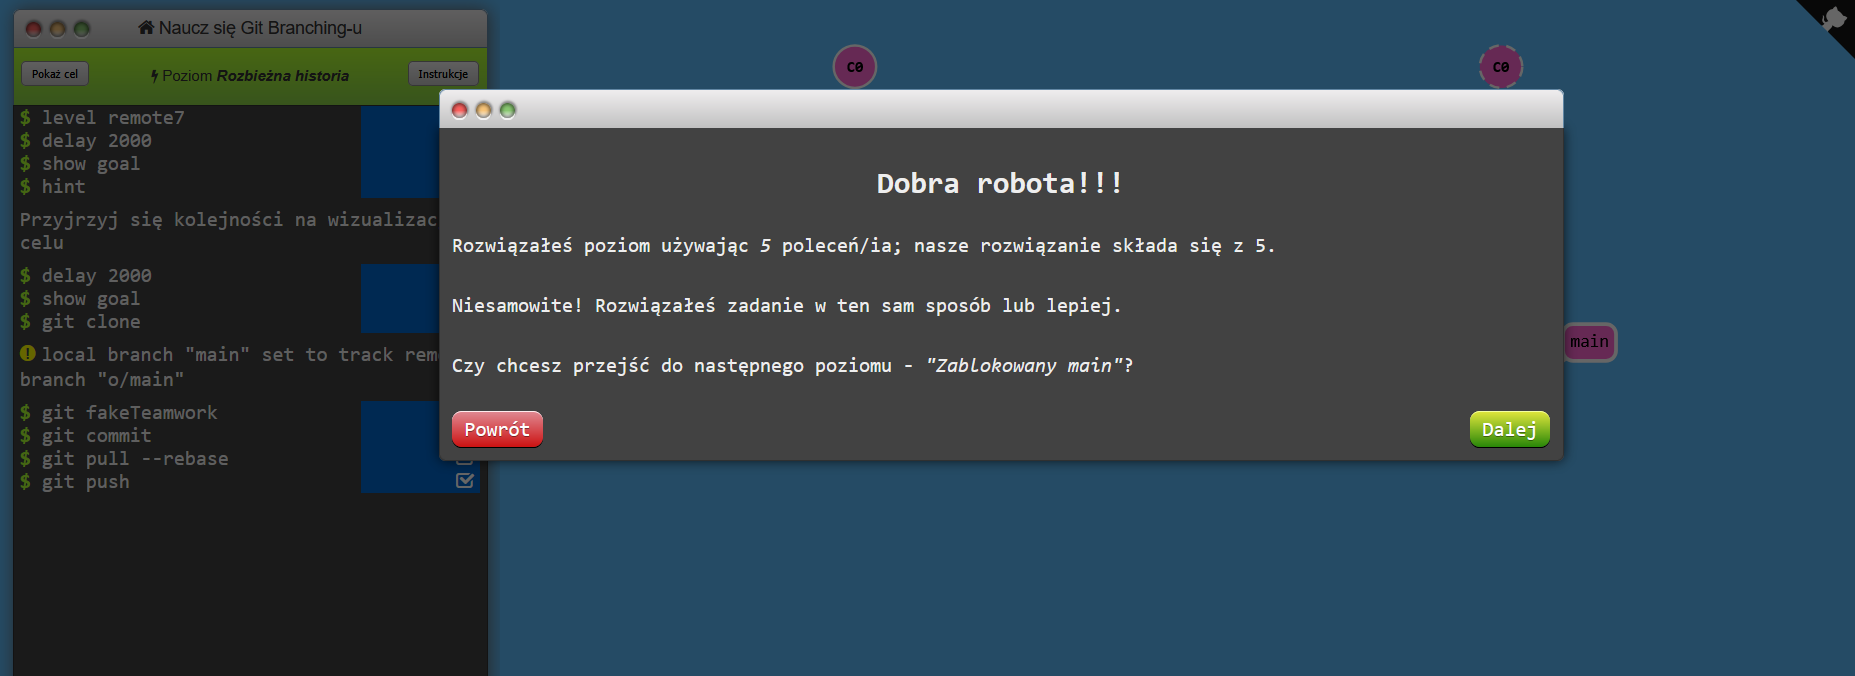 Naucz się Git Branching-u
Pokaż cel
Poziom Rozbieżna historia
Instrukcje
$ level remote7
$ delay 2000
$ show goal
$ hint
Przyjrzyj się kolejności na wizualizac
celu
$ delay 2000
$ show goal
$ git clone
local branch "main" set to track rem
branch "o/main"
$ git fakeTeamwork
$ git commit
$ git pull --rebase
$ git push
C0
C0
main
Dobra robota!!!
Rozwiązałeś poziom używając 5 poleceń/ia; nasze rozwiązanie składa się z 5.
Niesamowite! Rozwiązałeś zadanie w ten sam sposób lub lepiej.
Czy chcesz przejść do następnego poziomu - "Zablokowany main"?
Powrót
Dalej